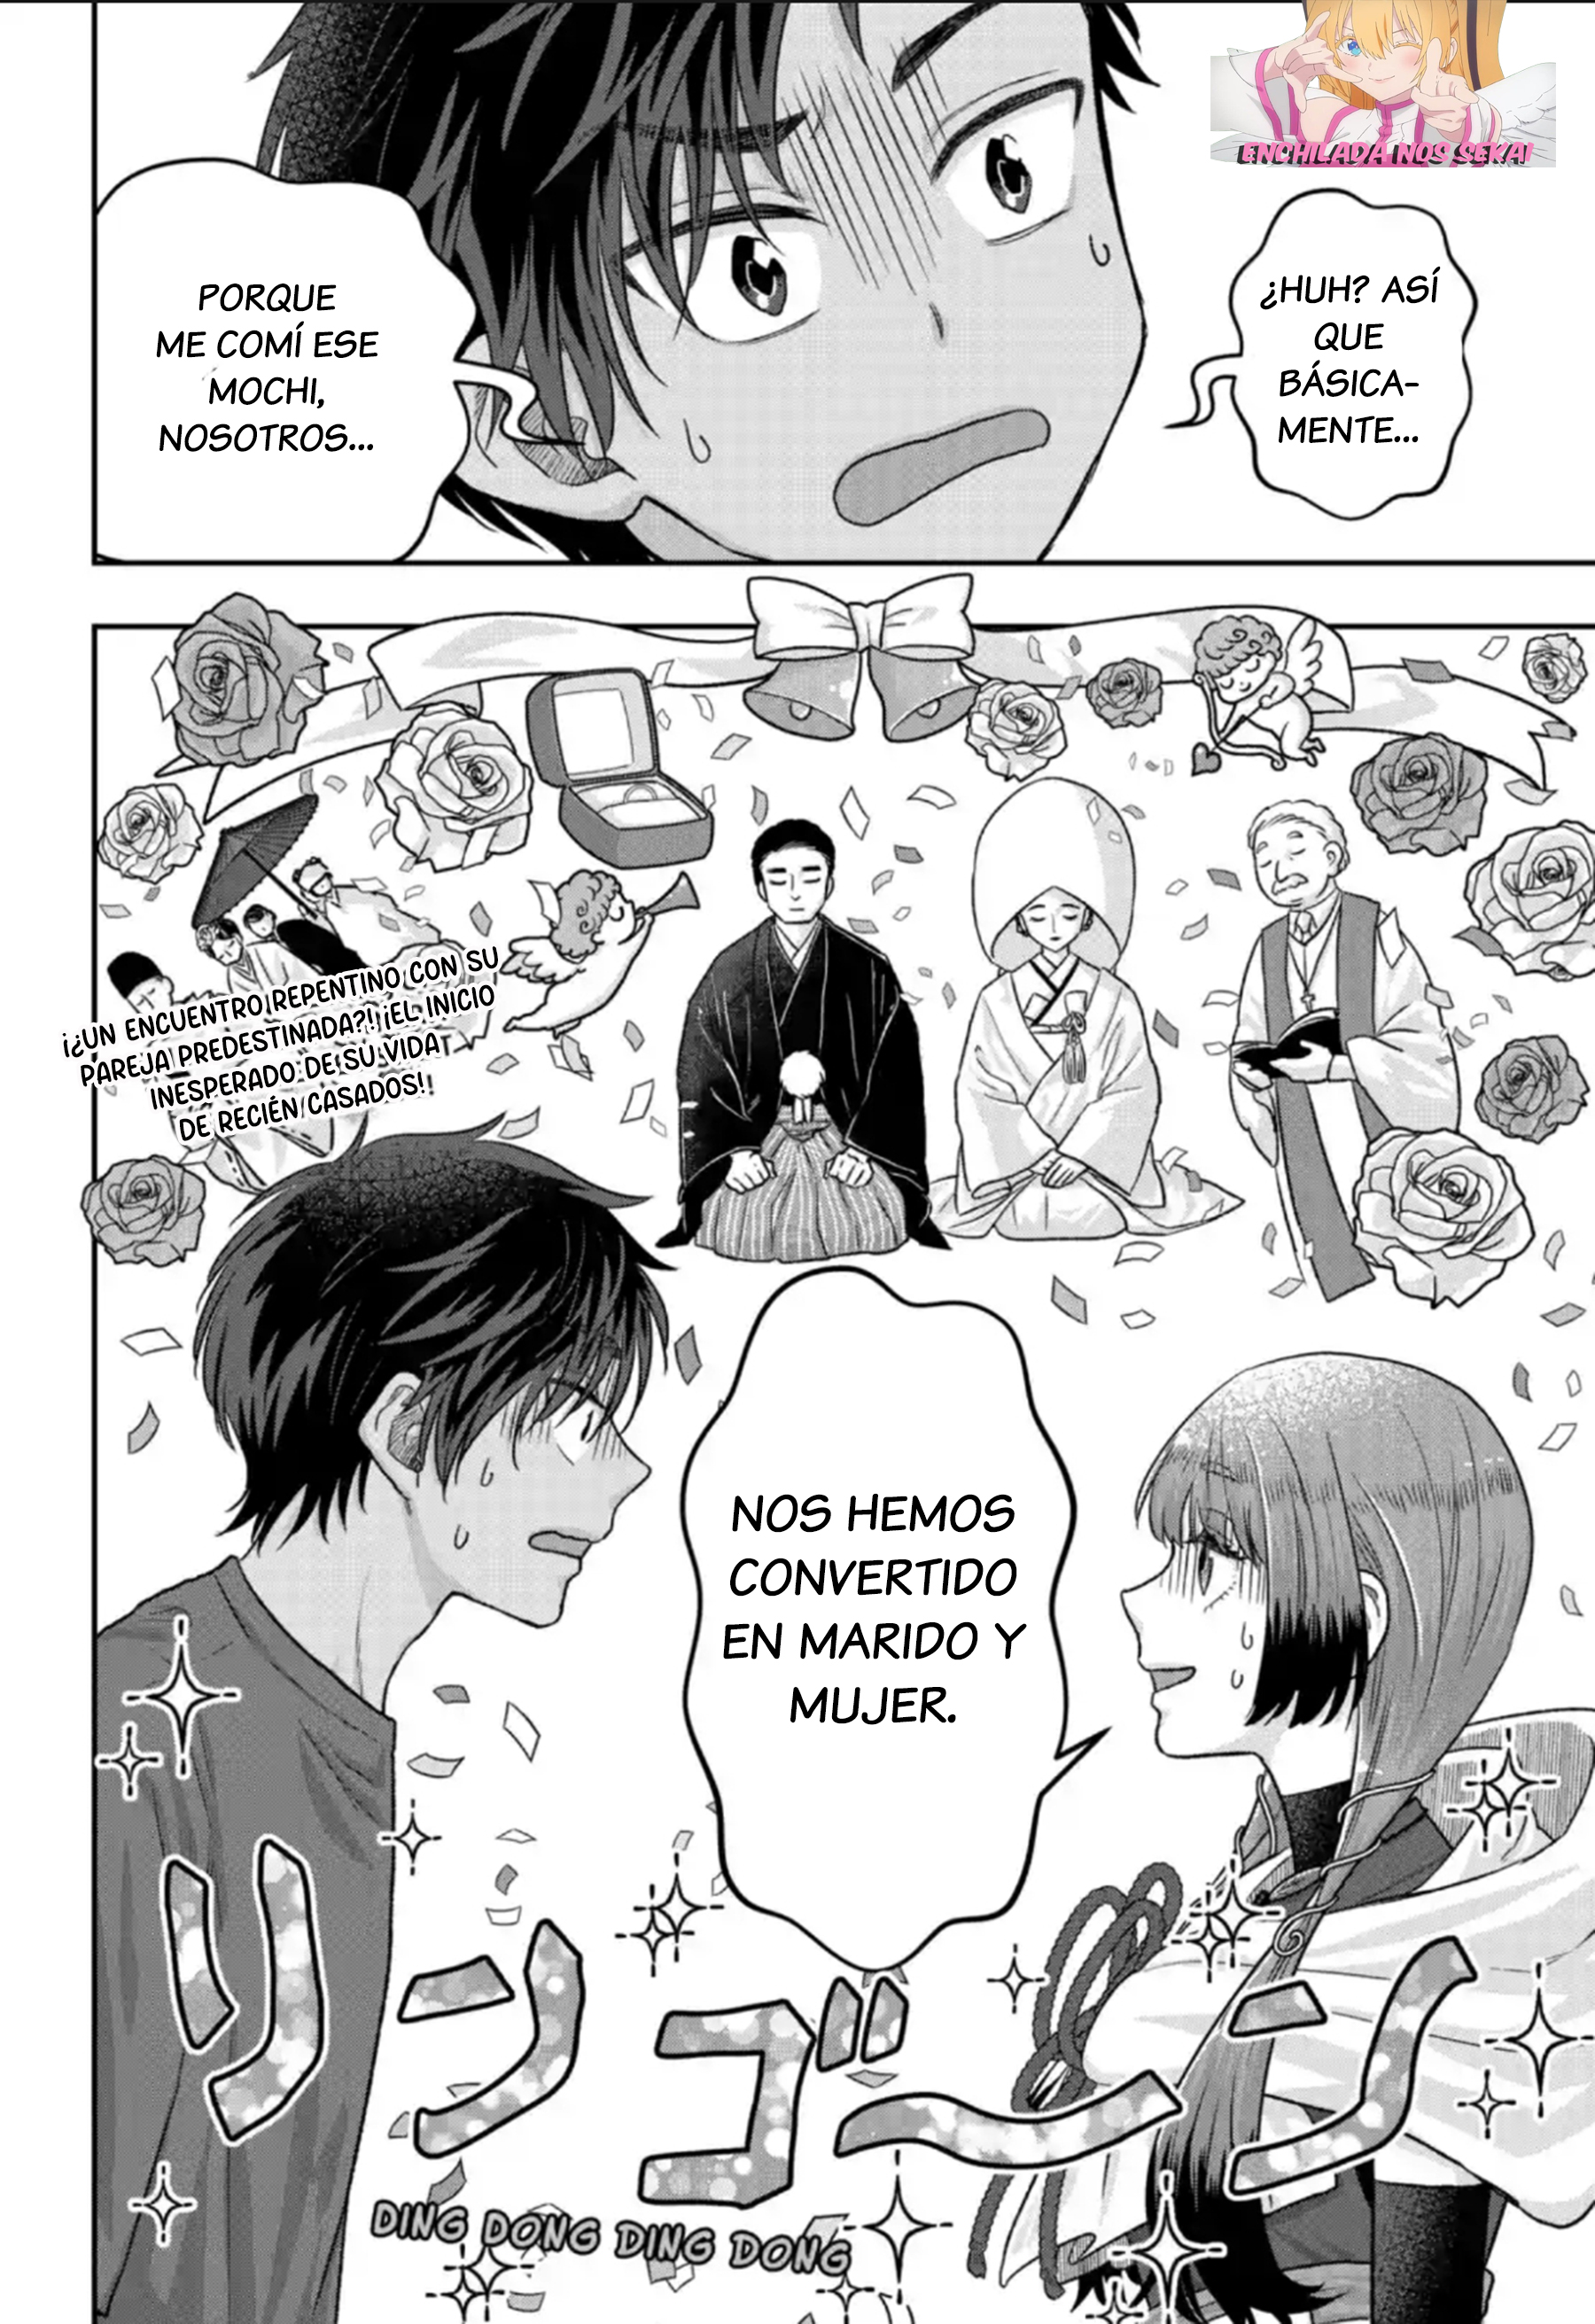 ENCHILADA NOS SEKAI
¿HUH? ASÍ
QUE
BÁSICA-
MENTE...
PORQUE
ME COMÍ ESE
MOCHI,
NOSOTROS...
¡¿UN ENCUENTRO REPENTINO CON SU
PAREJA PREDESTINADA?! ¡EL INICIO
INESPERADO DE SU VIDA
DE RECIÉN CASADOS!
NOS HEMOS
CONVERTIDO
EN MARIDO Y
MUJER.
リンゴーン
DING DONG DING DONG